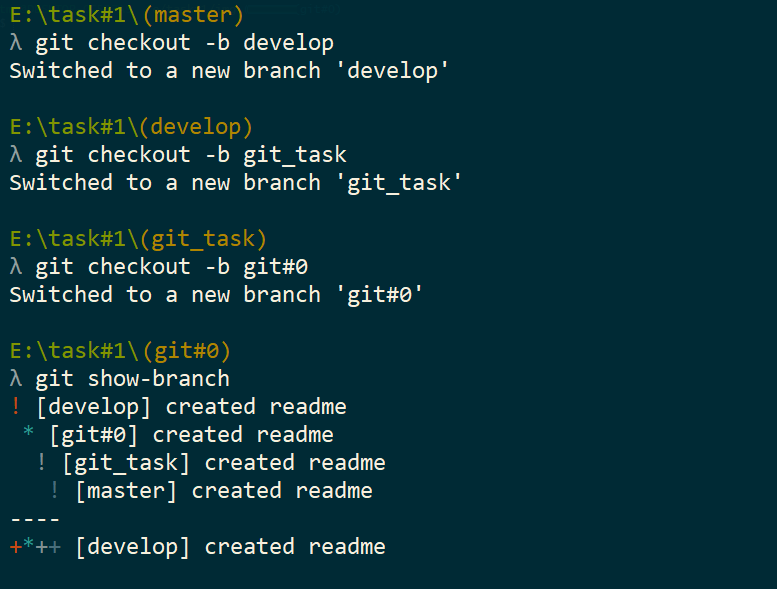 E:\task#1\(master)
λ git checkout -b develop
Switched to a new branch 'develop'
E:\task#1\(develop)
λ git checkout -b git_task
Switched to a new branch 'git_task'
E:\task#1\(git_task)
λ git checkout -b git#0
Switched to a new branch 'git#0'
E:\task#1\(git#0)
λ git show-branch
! [develop] created readme
 * [git#0] created readme
  ! [git_task] created readme
   ! [master] created readme
----
+*++ [develop] created readme